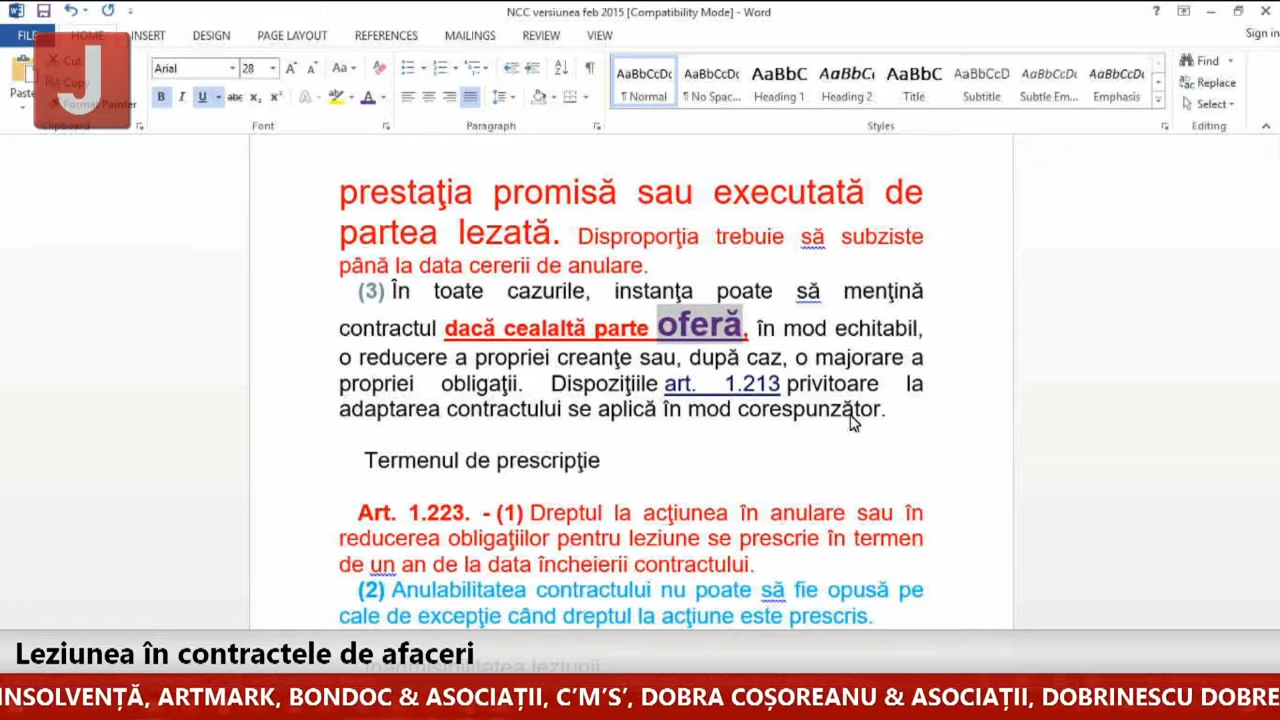 NCC versiunea feb 2015 [Compatibility Mode] - Word
Sign in
FILE HOME INSERT DESIGN PAGE LAYOUT REFERENCES MAILINGS REVIEW VIEW
J
Cut
Copy
Format Painter
Paste
Clipboard
Arial 28
Font
Paragraph
AaBbCcDc AaBbCcDc AaBbC AaBbCc AaBbC AaBbCcD AaBbCcDc AaBbCcDc
¶ Normal ¶ No Spac... Heading 1 Heading 2 Title Subtitle Subtle Em... Emphasis
Styles
Find
Replace
Select
Editing
prestaţia promisă sau executată de
partea lezată. Disproporţia trebuie să subziste
până la data cererii de anulare.
(3) În toate cazurile, instanţa poate să menţină
contractul dacă cealaltă parte oferă, în mod echitabil,
o reducere a propriei creanţe sau, după caz, o majorare a
propriei obligaţii. Dispoziţiile art. 1.213 privitoare la
adaptarea contractului se aplică în mod corespunzător.
Termenul de prescripţie
Art. 1.223. - (1) Dreptul la acţiunea în anulare sau în
reducerea obligaţiilor pentru leziune se prescrie în termen
de un an de la data încheierii contractului.
(2) Anulabilitatea contractului nu poate să fie opusă pe
cale de excepţie când dreptul la acţiune este prescris.
Leziunea în contractele de afaceri
INSOLVENȚĂ, ARTMARK, BONDOC & ASOCIAȚII, C'M'S', DOBRA COȘOREANU & ASOCIAȚII, DOBRINESCU DOBRE